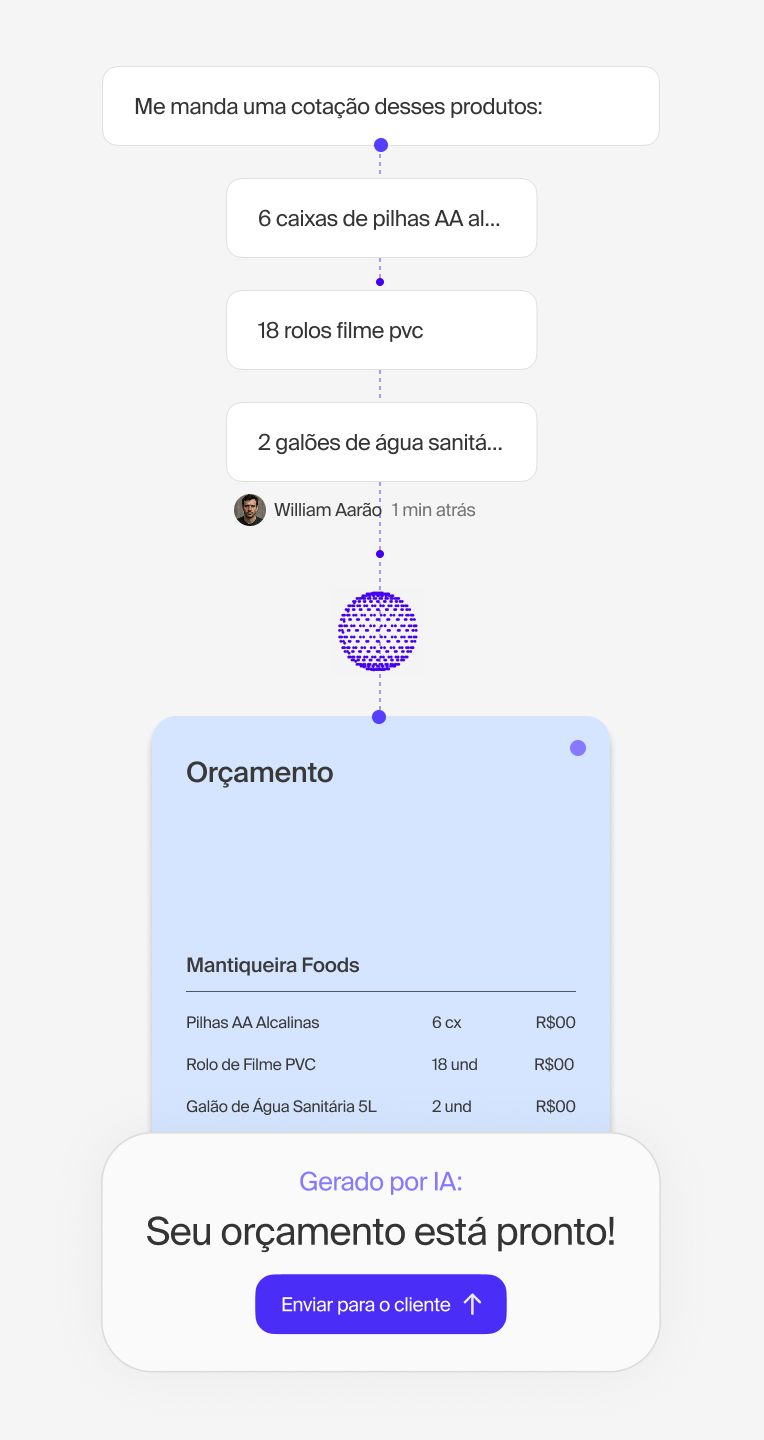 Me manda uma cotação desses produtos:
6 caixas de pilhas AA al...
18 rolos filme pvc
2 galões de água sanitá...
William Aarão 1 min atrás
Orçamento
Mantiqueira Foods
Pilhas AA Alcalinas 6 cx R$00
Rolo de Filme PVC 18 und R$00
Galão de Água Sanitária 5L 2 und R$00
Gerado por IA:
Seu orçamento está pronto!
Enviar para o cliente